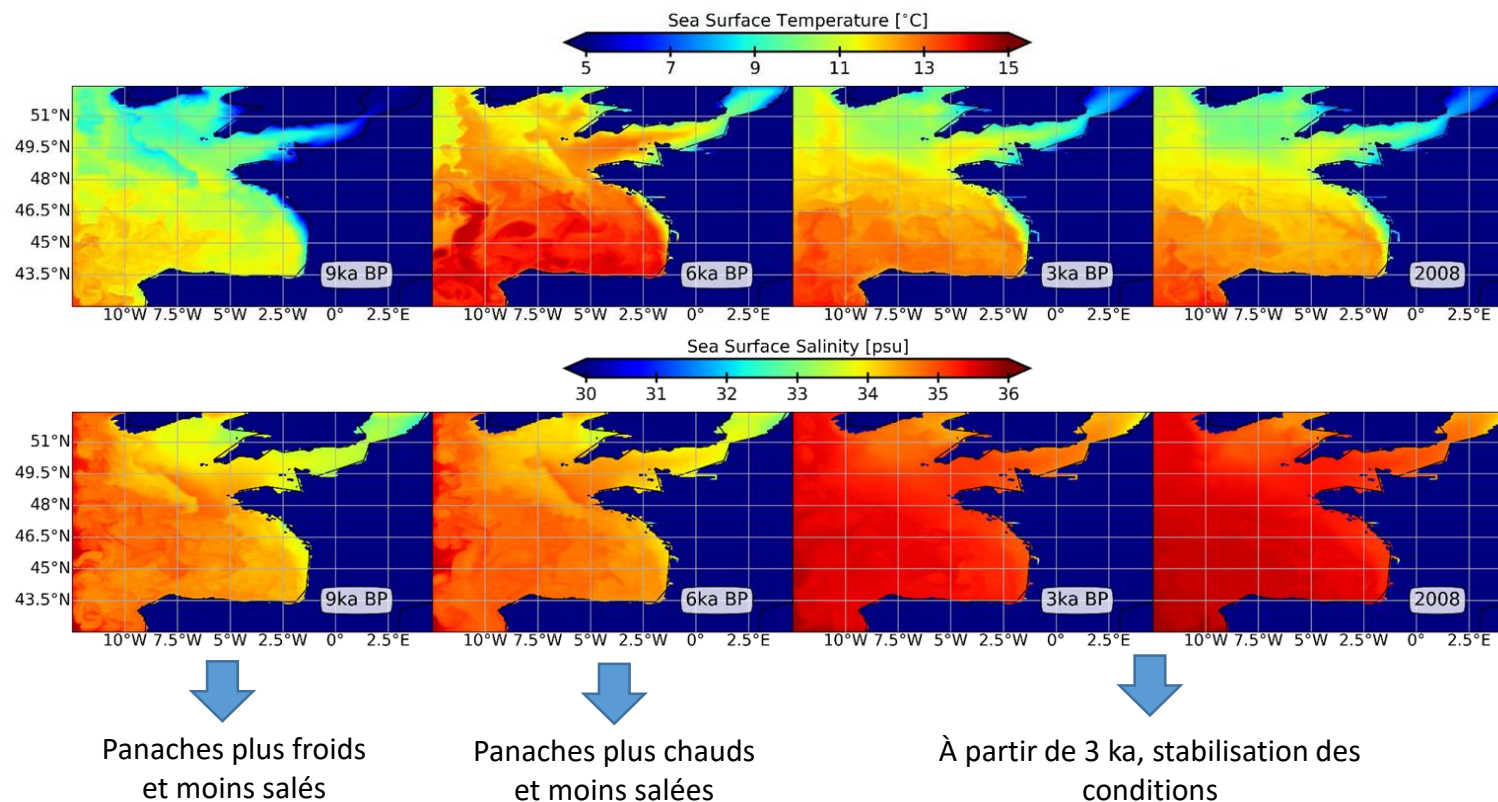 Sea Surface Temperature [°C]
5 7 9 11 13 15
51°N
49.5°N
48°N
46.5°N
45°N
43.5°N
9ka BP 6ka BP 3ka BP 2008
10°W 7.5°W 5°W 2.5°W 0° 2.5°E 10°W 7.5°W 5°W 2.5°W 0° 2.5°E 10°W 7.5°W 5°W 2.5°W 0° 2.5°E 10°W 7.5°W 5°W 2.5°W 0° 2.5°E
Sea Surface Salinity [psu]
30 31 32 33 34 35 36
51°N
49.5°N
48°N
46.5°N
45°N
43.5°N
9ka BP 6ka BP 3ka BP 2008
10°W 7.5°W 5°W 2.5°W 0° 2.5°E 10°W 7.5°W 5°W 2.5°W 0° 2.5°E 10°W 7.5°W 5°W 2.5°W 0° 2.5°E 10°W 7.5°W 5°W 2.5°W 0° 2.5°E
Panaches plus froids
et moins salés
Panaches plus chauds
et moins salées
À partir de 3 ka, stabilisation des
conditions